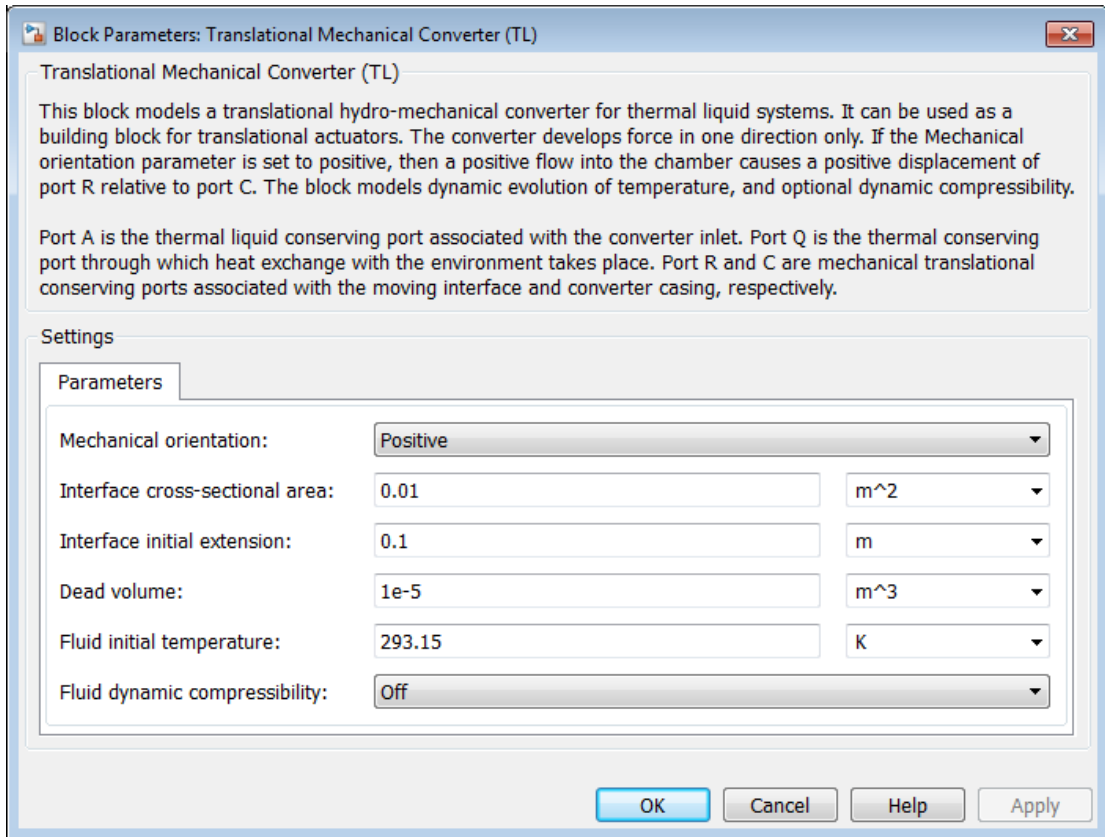 Block Parameters: Translational Mechanical Converter (TL)
Translational Mechanical Converter (TL)
This block models a translational hydro-mechanical converter for thermal liquid systems. It can be used as a
building block for translational actuators. The converter develops force in one direction only. If the Mechanical
orientation parameter is set to positive, then a positive flow into the chamber causes a positive displacement of
port R relative to port C. The block models dynamic evolution of temperature, and optional dynamic compressibility.
Port A is the thermal liquid conserving port associated with the converter inlet. Port Q is the thermal conserving
port through which heat exchange with the environment takes place. Port R and C are mechanical translational
conserving ports associated with the moving interface and converter casing, respectively.
Settings
Parameters
Mechanical orientation: Positive
Interface cross-sectional area: 0.01 m^2
Interface initial extension: 0.1 m
Dead volume: 1e-5 m^3
Fluid initial temperature: 293.15 K
Fluid dynamic compressibility: Off
OK Cancel Help Apply